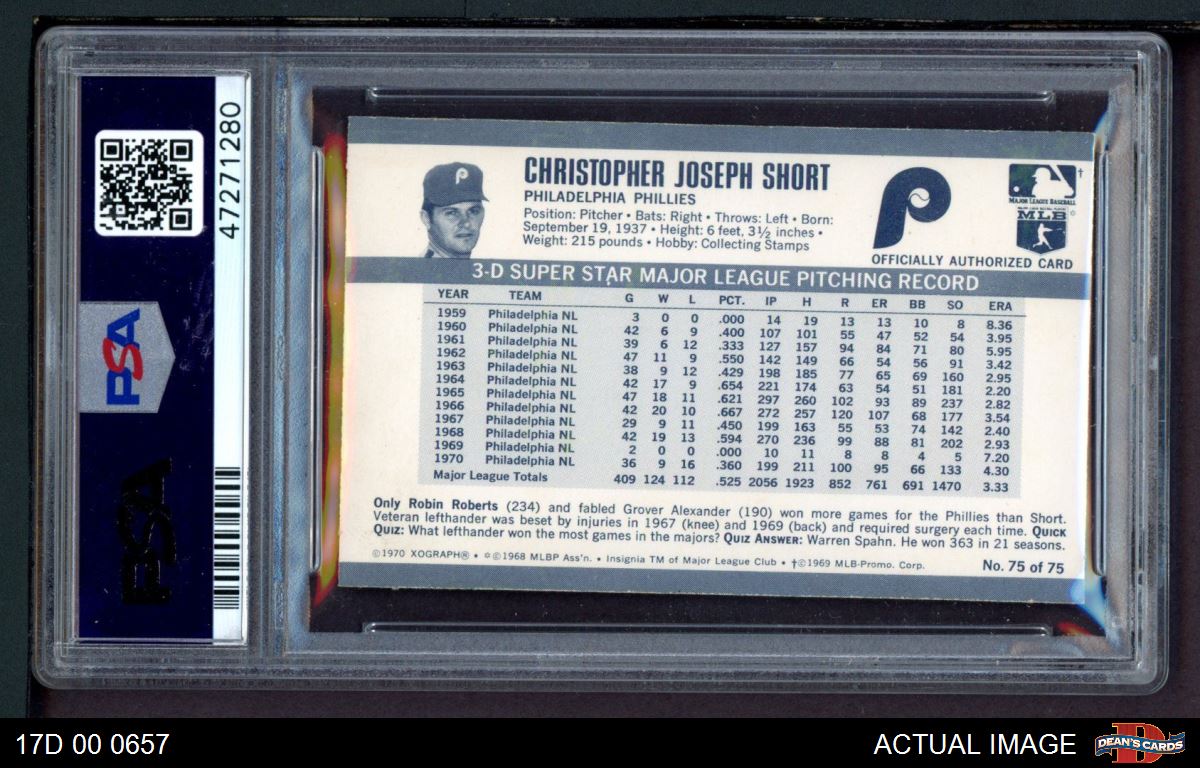 47271280
PSA
PSA
CHRISTOPHER JOSEPH SHORT
PHILADELPHIA PHILLIES
Position: Pitcher • Bats: Right • Throws: Left • Born:
September 19, 1937 • Height: 6 feet, 3½ inches •
Weight: 215 pounds • Hobby: Collecting Stamps
P
P
†
MAJOR LEAGUE BASEBALL
MLB
OFFICIALLY AUTHORIZED CARD
3-D SUPER STAR MAJOR LEAGUE PITCHING RECORD
YEAR TEAM G W L PCT. IP H R ER BB SO ERA
1959 Philadelphia NL 3 0 0 .000 14 19 13 13 10 8 8.36
1960 Philadelphia NL 42 6 9 .400 107 101 55 47 52 54 3.95
1961 Philadelphia NL 39 6 12 .333 127 157 94 84 71 80 5.95
1962 Philadelphia NL 47 11 9 .550 142 149 66 54 56 91 3.42
1963 Philadelphia NL 38 9 12 .429 198 185 77 65 69 160 2.95
1964 Philadelphia NL 42 17 9 .654 221 174 63 54 51 181 2.20
1965 Philadelphia NL 47 18 11 .621 297 260 102 93 89 237 2.82
1966 Philadelphia NL 42 20 10 .667 272 257 120 107 68 177 3.54
1967 Philadelphia NL 29 9 11 .450 199 163 55 53 74 142 2.40
1968 Philadelphia NL 42 19 13 .594 270 236 99 88 81 202 2.93
1969 Philadelphia NL 2 0 0 .000 10 11 8 8 4 5 7.20
1970 Philadelphia NL 36 9 16 .360 199 211 100 95 66 133 4.30
Major League Totals 409 124 112 .525 2056 1923 852 761 691 1470 3.33
Only Robin Roberts (234) and fabled Grover Alexander (190) won more games for the Phillies than Short.
Veteran lefthander was beset by injuries in 1967 (knee) and 1969 (back) and required surgery each time. QUICK
QUIZ: What lefthander won the most games in the majors? QUIZ ANSWER: Warren Spahn. He won 363 in 21 seasons.
©1970 XOGRAPH® • ☆©1968 MLBP Ass'n. • Insignia TM of Major League Club • †©1969 MLB-Promo. Corp.
No. 75 of 75
17D 00 0657
ACTUAL IMAGE
D
DEAN'S CARDS